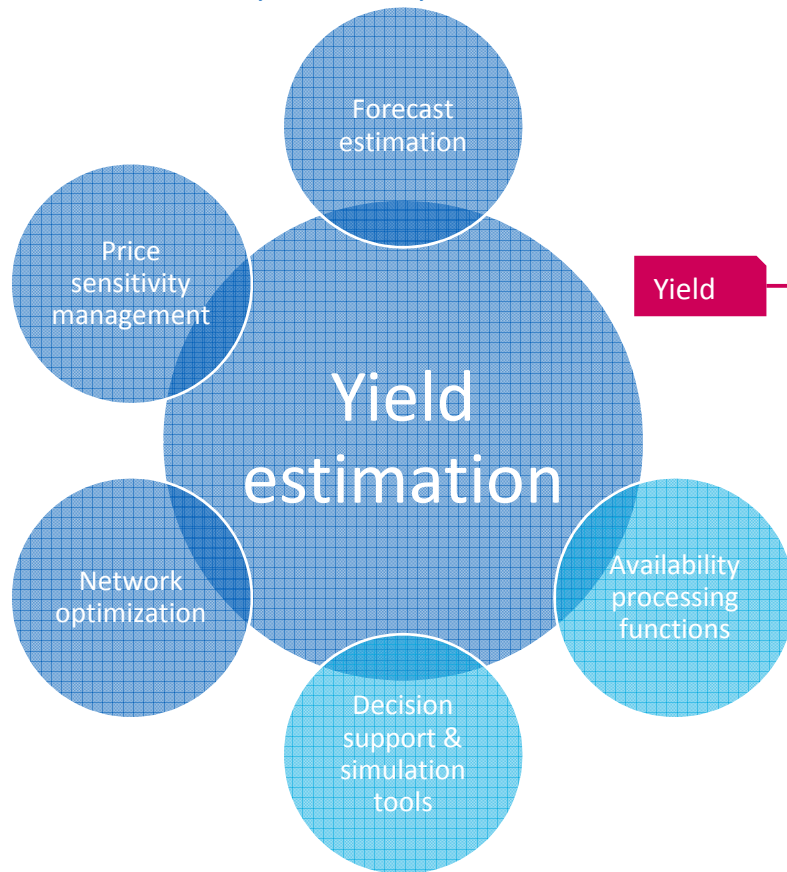 Forecast
estimation
Price
sensitivity
management
Yield
Yield
estimation
Network
optimization
Availability
processing
functions
Decision
support &
simulation
tools